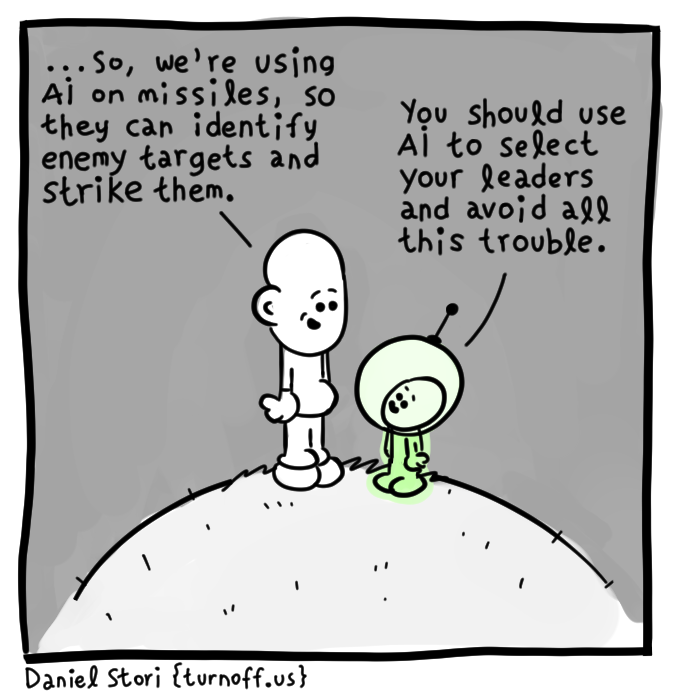 ...So, we're using
Ai on missiles, so
they can identify
enemy targets and
strike them.
You should use
Ai to select
your leaders
and avoid all
this trouble.
Daniel Stori {turnoff.us}